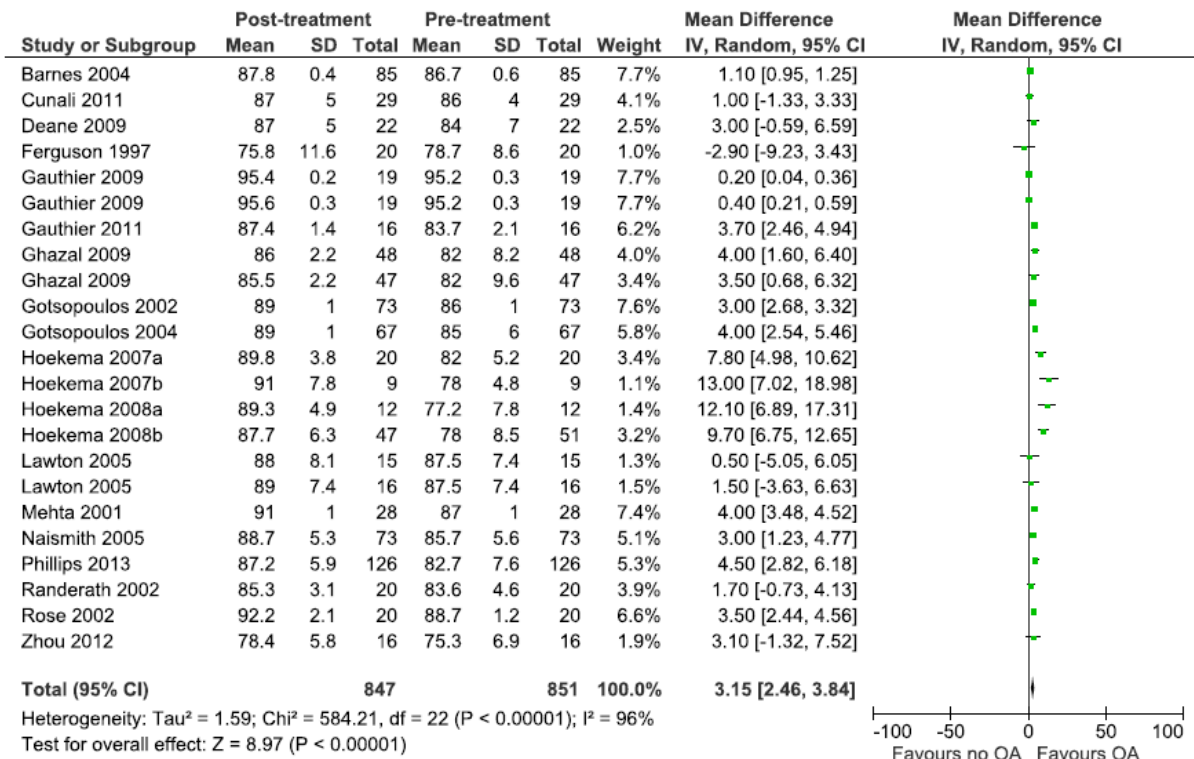 Post-treatment Pre-treatment Mean Difference Mean Difference
Study or Subgroup Mean SD Total Mean SD Total Weight IV, Random, 95% CI IV, Random, 95% CI
Barnes 2004 87.8 0.4 85 86.7 0.6 85 7.7% 1.10 [0.95, 1.25]
Cunali 2011 87 5 29 86 4 29 4.1% 1.00 [-1.33, 3.33]
Deane 2009 87 5 22 84 7 22 2.5% 3.00 [-0.59, 6.59]
Ferguson 1997 75.8 11.6 20 78.7 8.6 20 1.0% -2.90 [-9.23, 3.43]
Gauthier 2009 95.4 0.2 19 95.2 0.3 19 7.7% 0.20 [0.04, 0.36]
Gauthier 2009 95.6 0.3 19 95.2 0.3 19 7.7% 0.40 [0.21, 0.59]
Gauthier 2011 87.4 1.4 16 83.7 2.1 16 6.2% 3.70 [2.46, 4.94]
Ghazal 2009 86 2.2 48 82 8.2 48 4.0% 4.00 [1.60, 6.40]
Ghazal 2009 85.5 2.2 47 82 9.6 47 3.4% 3.50 [0.68, 6.32]
Gotsopoulos 2002 89 1 73 86 1 73 7.6% 3.00 [2.68, 3.32]
Gotsopoulos 2004 89 1 67 85 6 67 5.8% 4.00 [2.54, 5.46]
Hoekema 2007a 89.8 3.8 20 82 5.2 20 3.4% 7.80 [4.98, 10.62]
Hoekema 2007b 91 7.8 9 78 4.8 9 1.1% 13.00 [7.02, 18.98]
Hoekema 2008a 89.3 4.9 12 77.2 7.8 12 1.4% 12.10 [6.89, 17.31]
Hoekema 2008b 87.7 6.3 47 78 8.5 51 3.2% 9.70 [6.75, 12.65]
Lawton 2005 88 8.1 15 87.5 7.4 15 1.3% 0.50 [-5.05, 6.05]
Lawton 2005 89 7.4 16 87.5 7.4 16 1.5% 1.50 [-3.63, 6.63]
Mehta 2001 91 1 28 87 1 28 7.4% 4.00 [3.48, 4.52]
Naismith 2005 88.7 5.3 73 85.7 5.6 73 5.1% 3.00 [1.23, 4.77]
Phillips 2013 87.2 5.9 126 82.7 7.6 126 5.3% 4.50 [2.82, 6.18]
Randerath 2002 85.3 3.1 20 83.6 4.6 20 3.9% 1.70 [-0.73, 4.13]
Rose 2002 92.2 2.1 20 88.7 1.2 20 6.6% 3.50 [2.44, 4.56]
Zhou 2012 78.4 5.8 16 75.3 6.9 16 1.9% 3.10 [-1.32, 7.52]
Total (95% CI) 847 851 100.0% 3.15 [2.46, 3.84]
Heterogeneity: Tau² = 1.59; Chi² = 584.21, df = 22 (P < 0.00001); I² = 96%
Test for overall effect: Z = 8.97 (P < 0.00001)
-100 -50 0 50 100
Favours no OA Favours OA